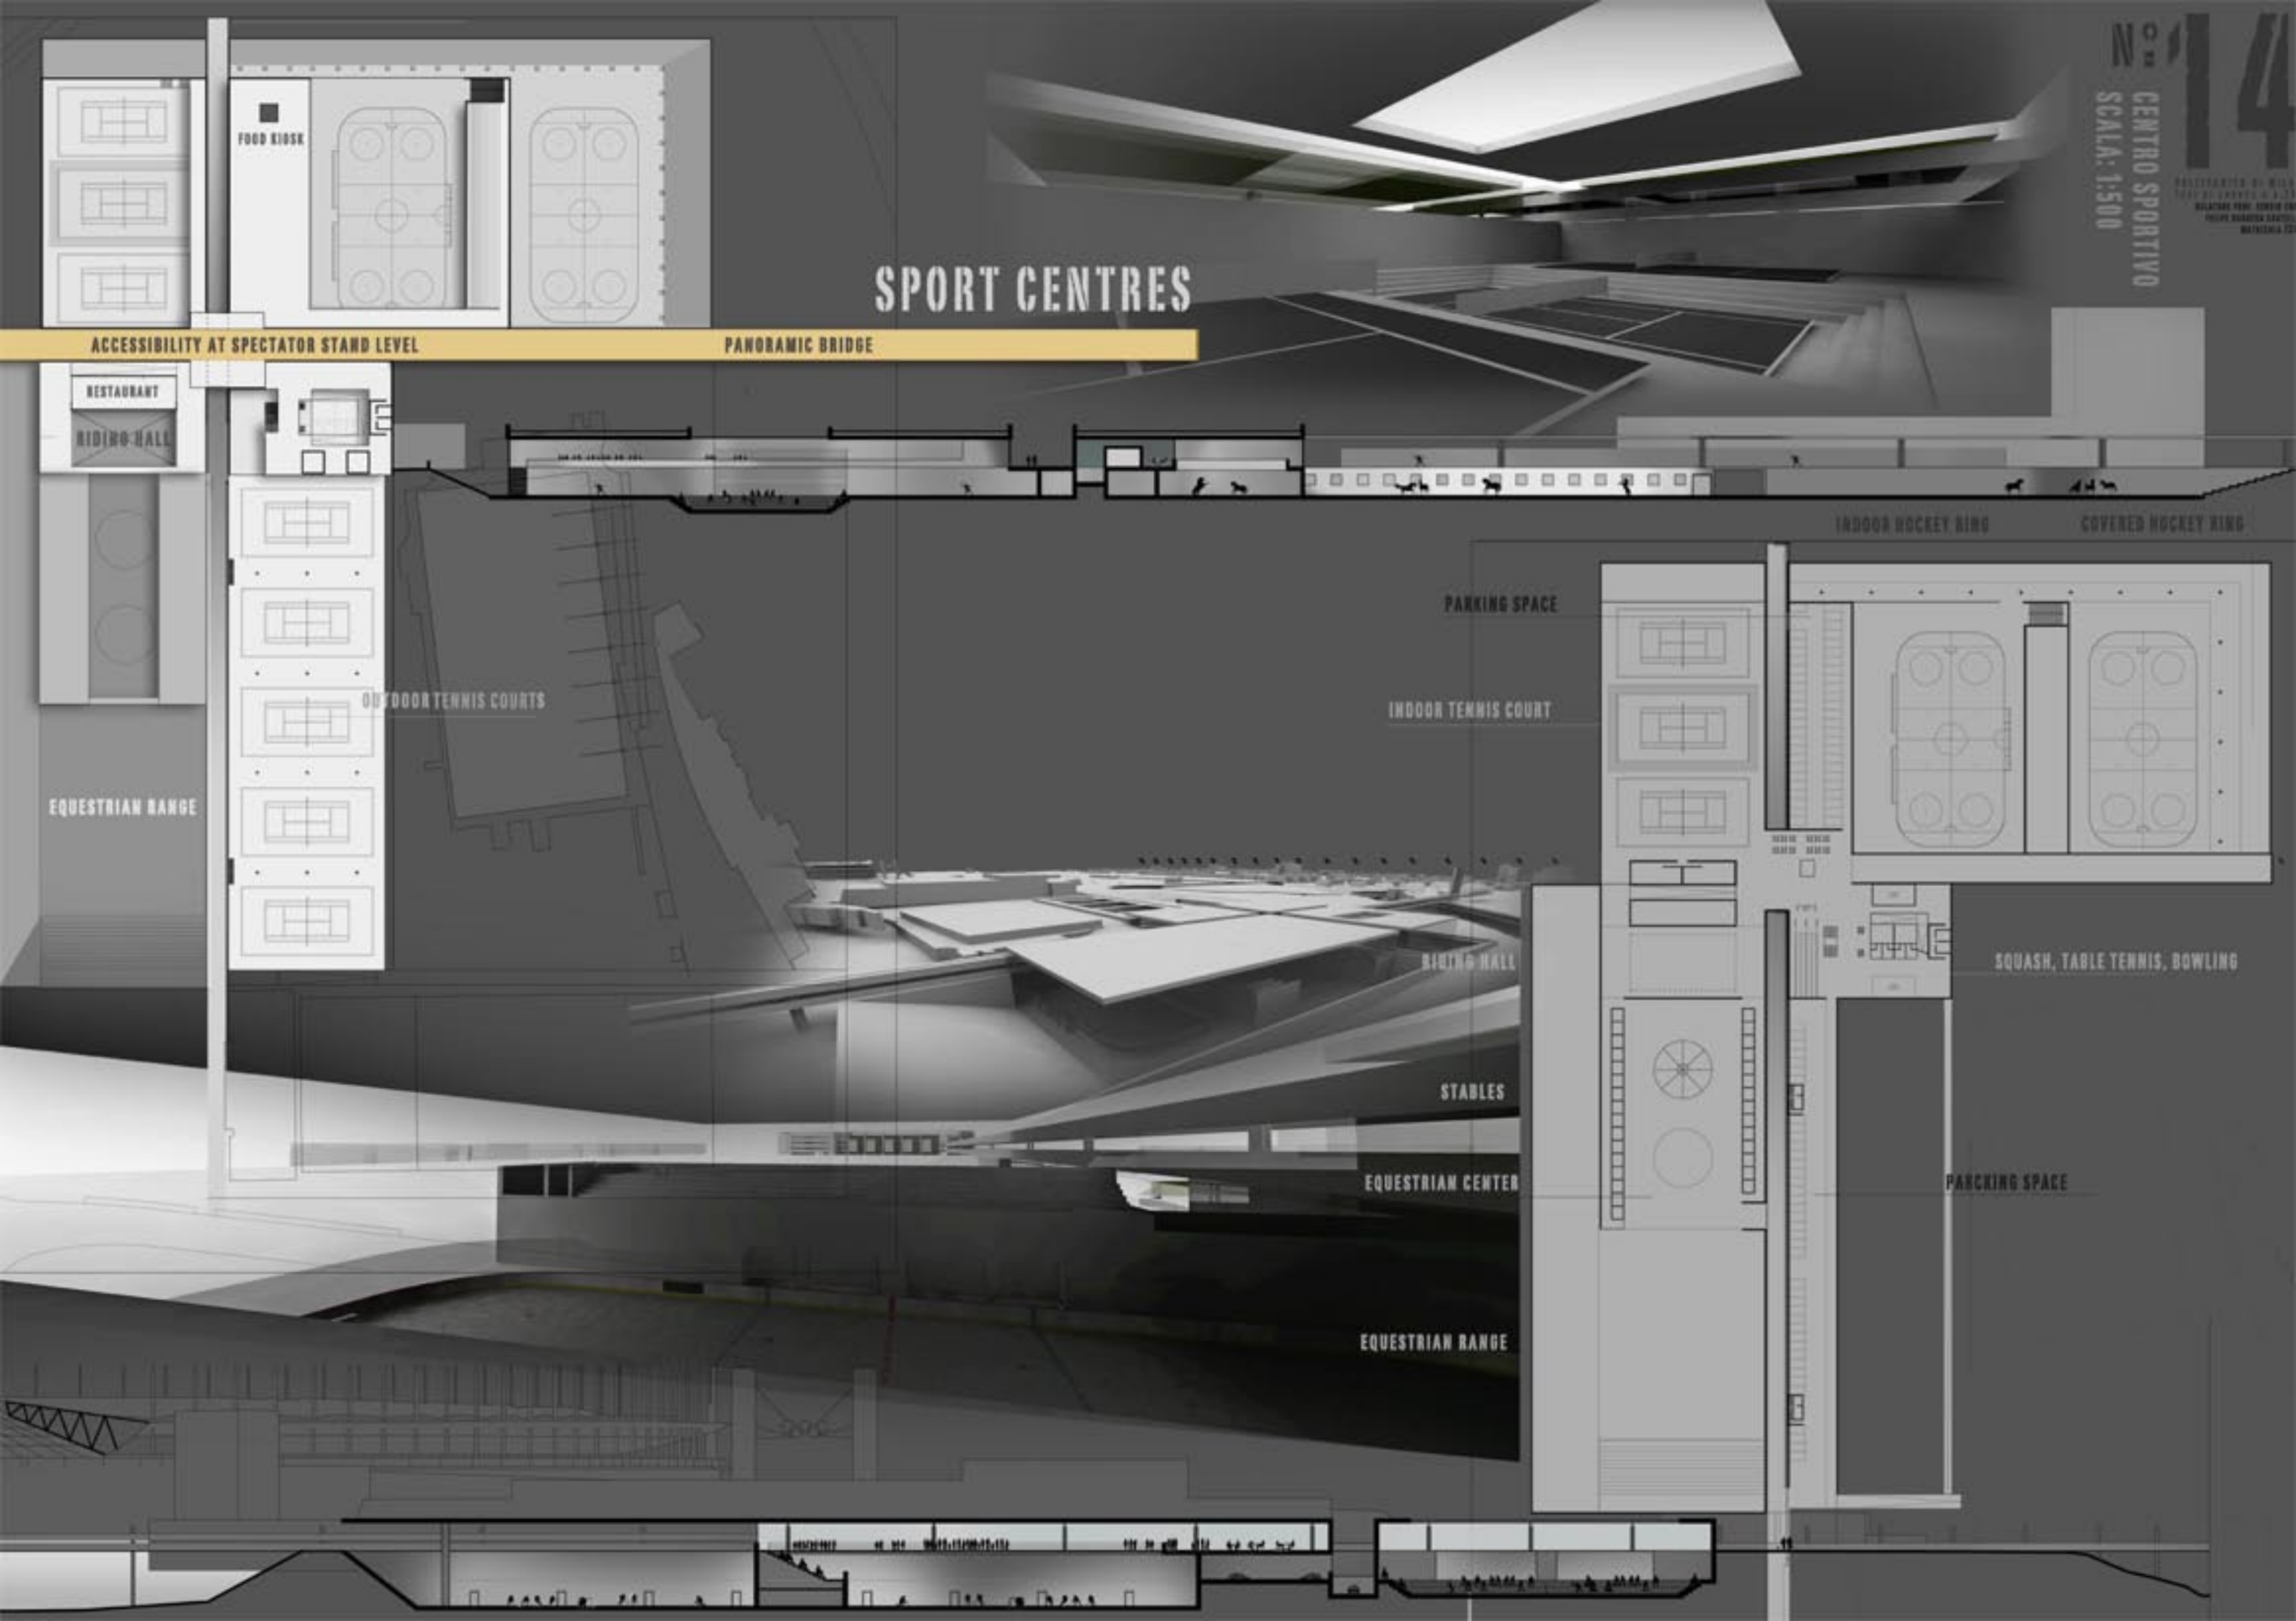 Nº 14
CENTRO SPORTIVO
SCALA: 1:500
FOOD KIOSK
SPORT CENTRES
ACCESSIBILITY AT SPECTATOR STAND LEVEL
PANORAMIC BRIDGE
RESTAURANT
RIDING HALL
INDOOR HOCKEY RING
COVERED HOCKEY RING
PARKING SPACE
OUTDOOR TENNIS COURTS
INDOOR TENNIS COURT
EQUESTRIAN RANGE
RIDING HALL
SQUASH, TABLE TENNIS, BOWLING
STABLES
EQUESTRIAN CENTER
PARCKING SPACE
EQUESTRIAN RANGE